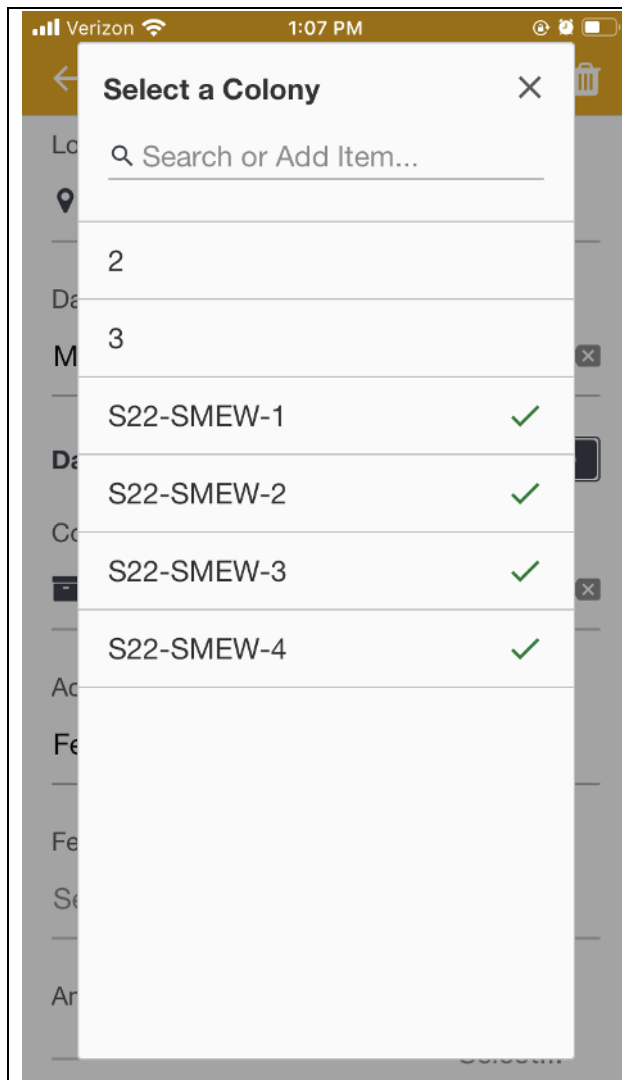 Verizon 1:07 PM
Select a Colony
Search or Add Item...
2
3
S22-SMEW-1
S22-SMEW-2
S22-SMEW-3
S22-SMEW-4